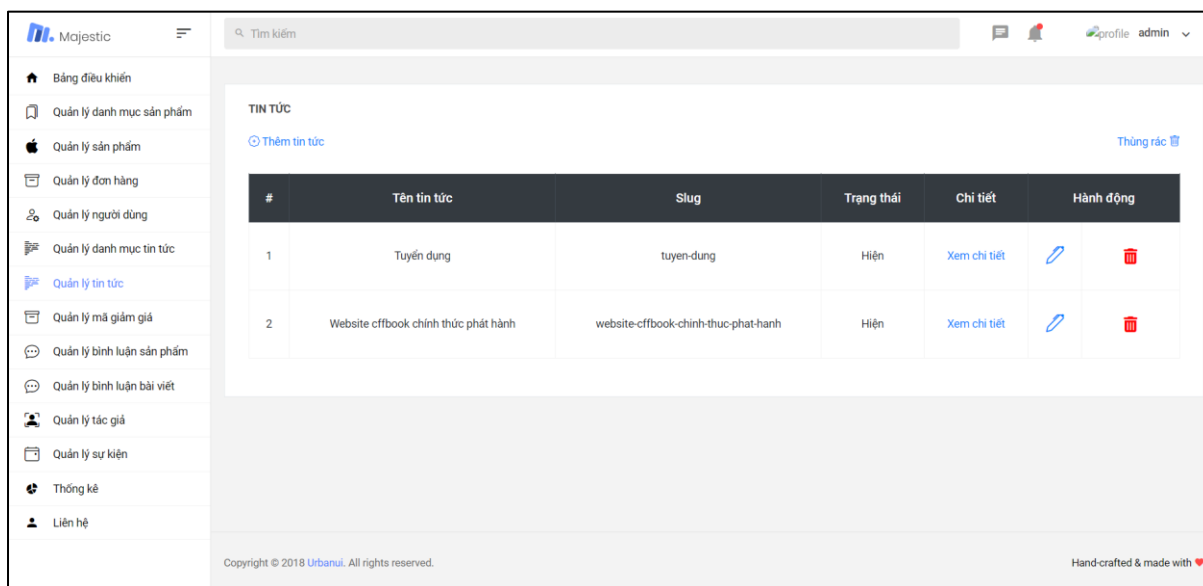 Majestic
Tìm kiếm
profile admin
Bảng điều khiển
Quản lý danh mục sản phẩm
Quản lý sản phẩm
Quản lý đơn hàng
Quản lý người dùng
Quản lý danh mục tin tức
Quản lý tin tức
Quản lý mã giảm giá
Quản lý bình luận sản phẩm
Quản lý bình luận bài viết
Quản lý tác giả
Quản lý sự kiện
Thống kê
Liên hệ
TIN TỨC
Thêm tin tức Thùng rác
# Tên tin tức Slug Trạng thái Chi tiết Hành động
1 Tuyển dụng tuyen-dung Hiện Xem chi tiết
2 Website cffbook chính thức phát hành website-cffbook-chinh-thuc-phat-hanh Hiện Xem chi tiết
Copyright © 2018 Urbanui. All rights reserved. Hand-crafted & made with